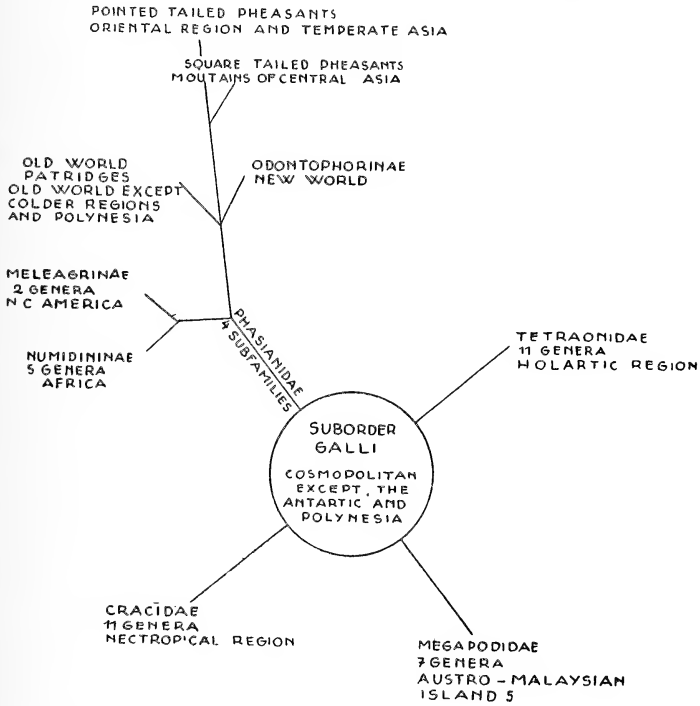 POINTED TAILED PHEASANTS
ORIENTAL REGION AND TEMPERATE ASIA
SQUARE TAILED PHEASANTS
MOUTAINS OF CENTRAL ASIA
OLD WORLD
PATRIDGES
OLD WORLD EXCEPT
COLDER REGIONS
AND POLYNESIA
ODONTOPHORINAE
NEW WORLD
MELEAGRINAE
2 GENERA
N C AMERICA
NUMIDININAE
5 GENERA
AFRICA
PHASIANIDAE
4 SUBFAMILIES
TETRAONIDAE
11 GENERA
HOLARTIC REGION
SUBORDER
GALLI
COSMOPOLITAN
EXCEPT, THE
ANTARTIC AND
POLYNESIA
CRACIDAE
11 GENERA
NECTROPICAL REGION
MEGAPODIDAE
7 GENERA
AUSTRO-MALAYSIAN
ISLAND S